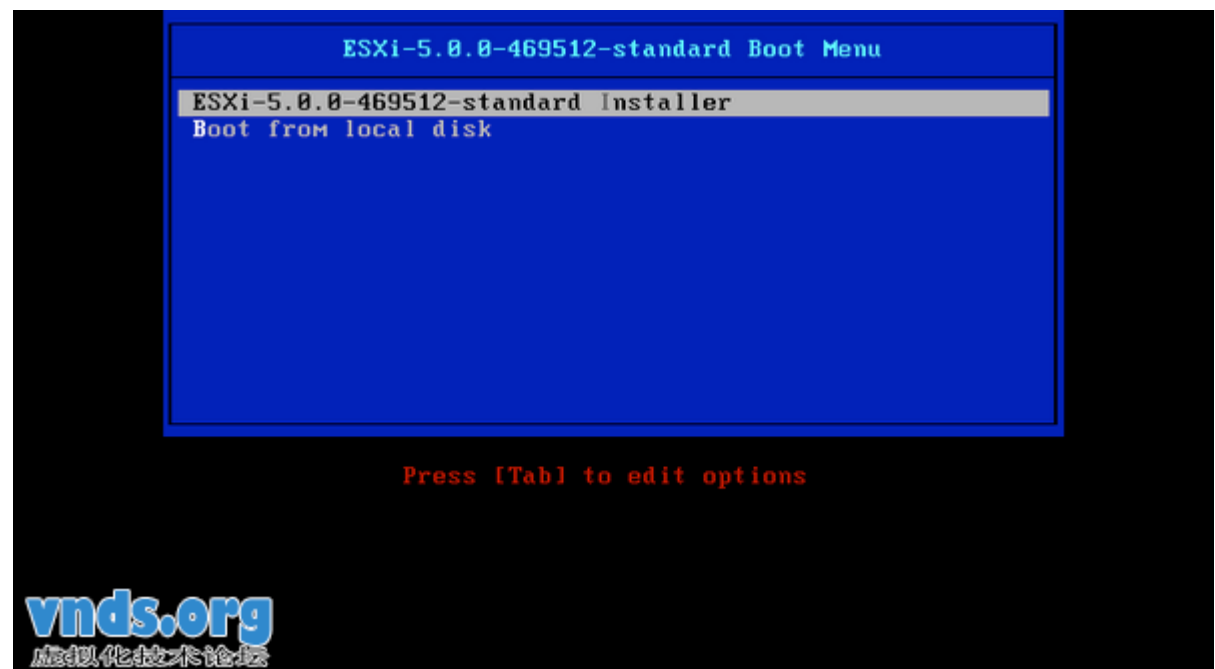 ESXi-5.0.0-469512-standard Boot Menu
ESXi-5.0.0-469512-standard Installer
Boot from local disk
Press [Tab] to edit options
vnds.org
虚拟化技术论坛